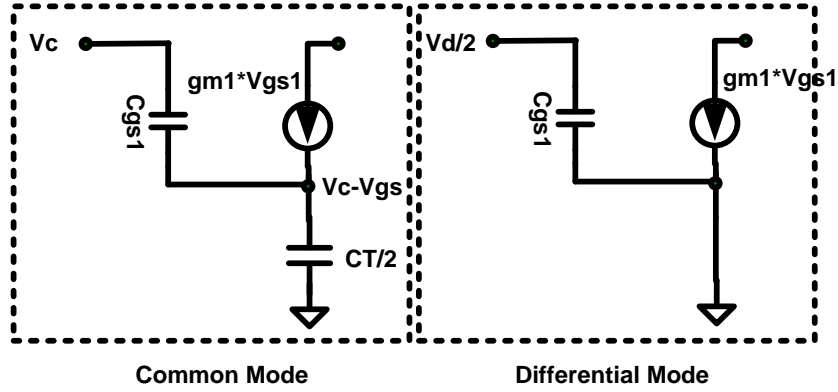 Vc
gm1*Vgs1
Cgs1
Vc-Vgs
CT/2
Vd/2
gm1*Vgs1
Cgs1
Common Mode
Differential Mode